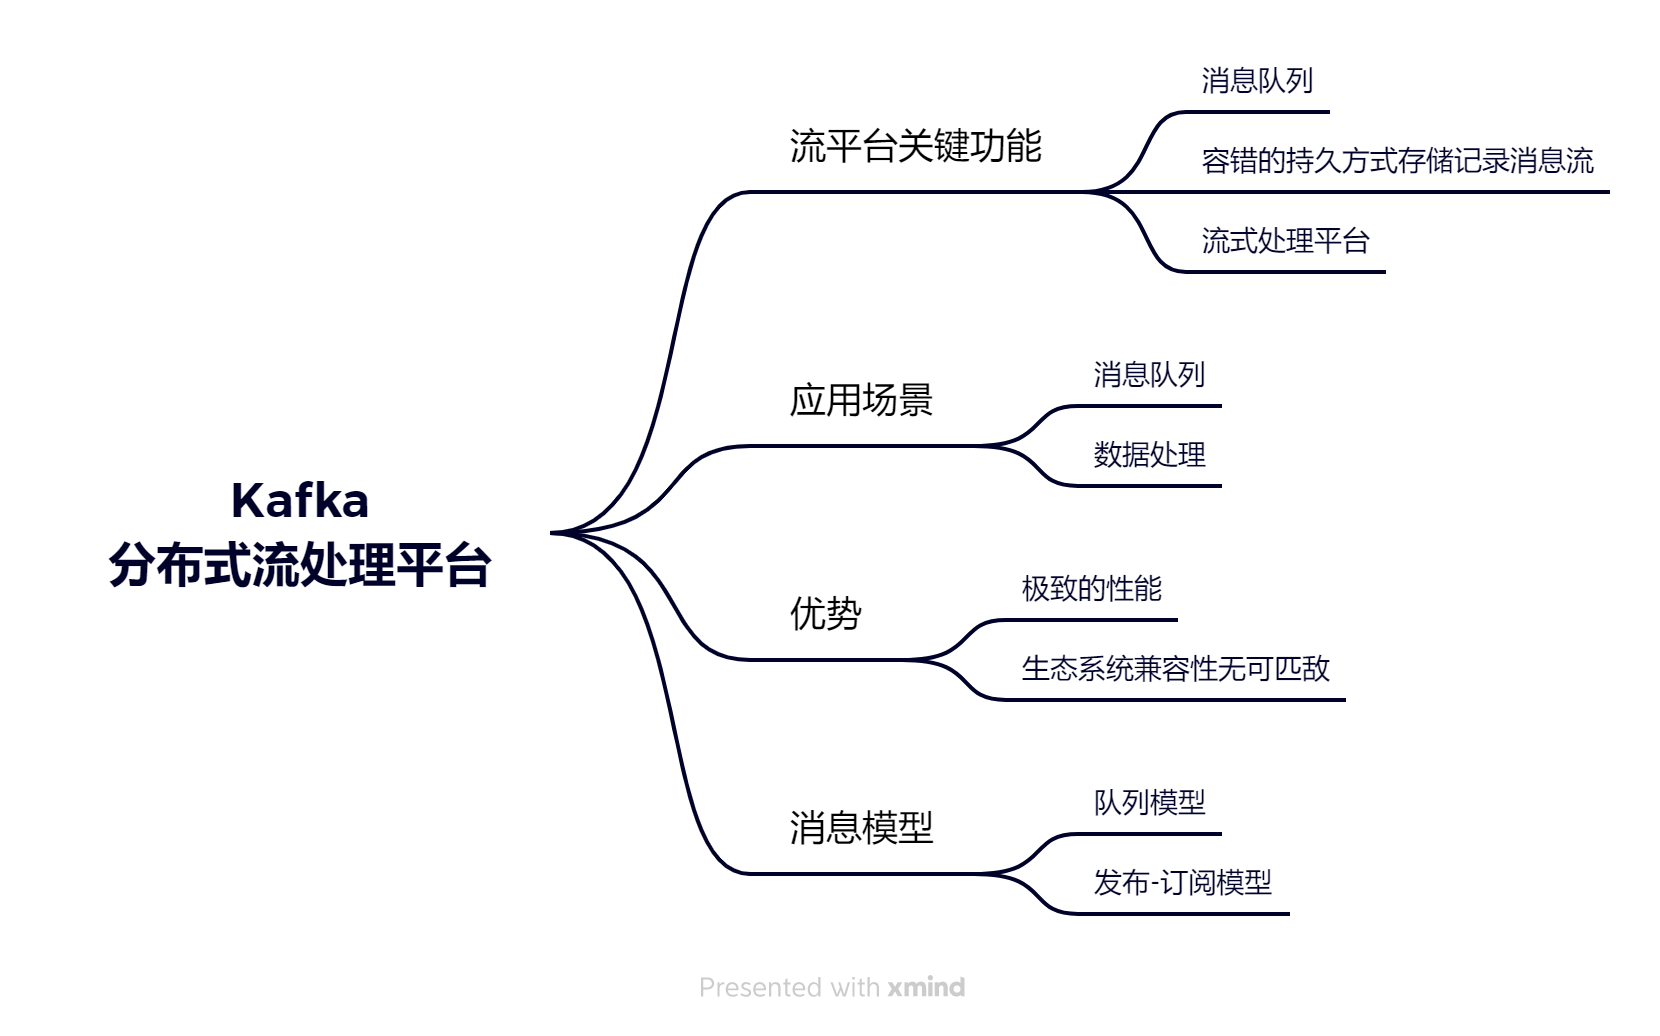 Kafka
分布式流处理平台
流平台关键功能
消息队列
容错的持久方式存储记录消息流
流式处理平台
应用场景
消息队列
数据处理
优势
极致的性能
生态系统兼容性无可匹敌
消息模型
队列模型
发布-订阅模型
Presented with xmind